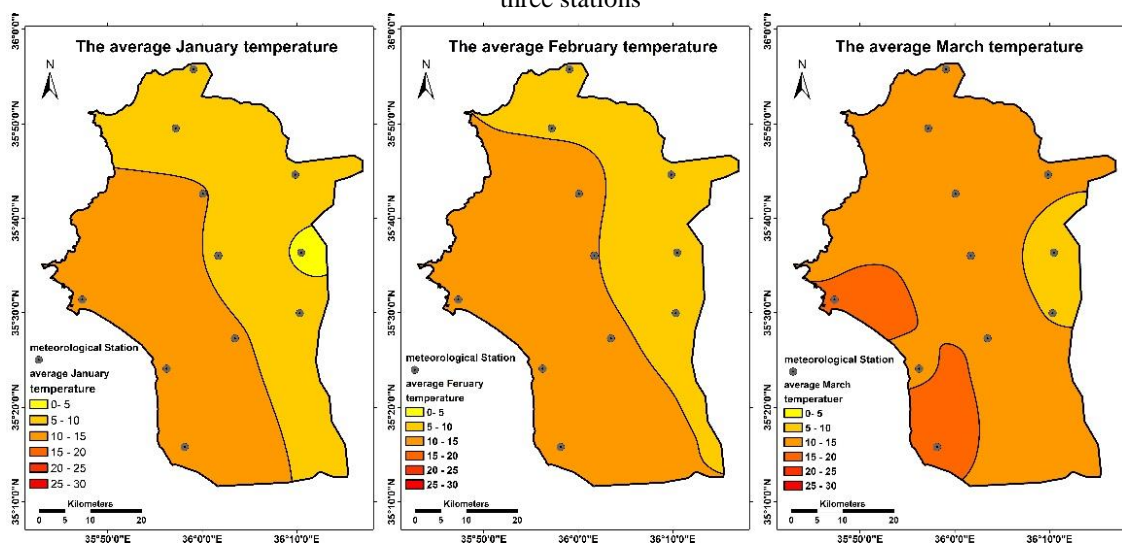 three stations
The average January temperature
N
meteorological Station
average January
temperature
0- 5
5 - 10
10 - 15
15 - 20
20 - 25
25 - 30
Kilometers
0 5 10 20
35°50'0"E 36°0'0"E 36°10'0"E
36°0'0"N
35°50'0"N
35°40'0"N
35°30'0"N
35°20'0"N
35°10'0"N
The average February temperature
N
meteorological Station
average Feruary
temperature
0- 5
5 - 10
10 - 15
15 - 20
20 - 25
25 - 30
Kilometers
0 5 10 20
35°50'0"E 36°0'0"E 36°10'0"E
The average March temperature
N
meteorological Station
average March
temperatuer
0- 5
5 - 10
10 - 15
15 - 20
20 - 25
25 - 30
Kilometers
0 5 10 20
35°50'0"E 36°0'0"E 36°10'0"E